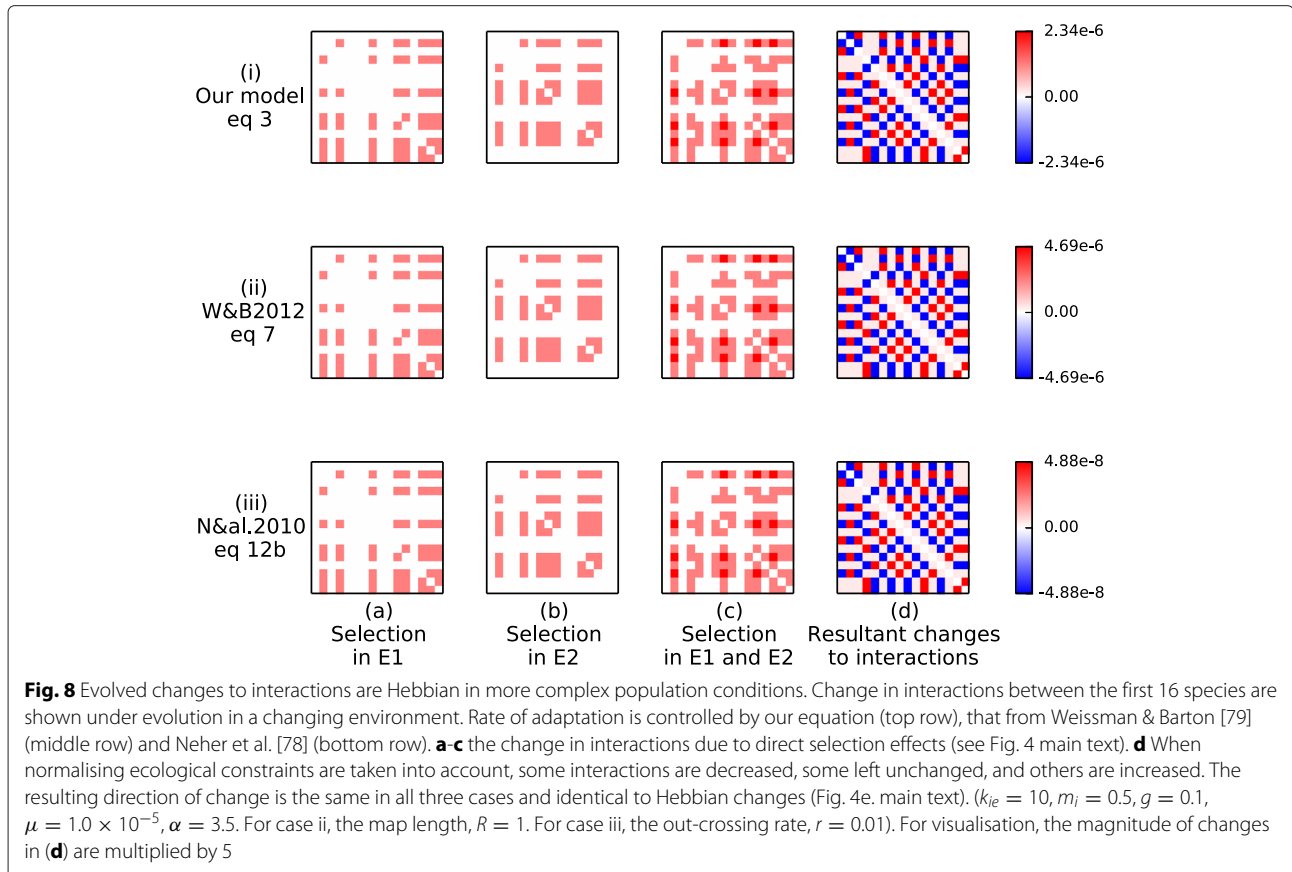 (i)
Our model
eq 3
2.34e-6
0.00
-2.34e-6
(ii)
W&B2012
eq 7
4.69e-6
0.00
-4.69e-6
(iii)
N&al.2010
eq 12b
4.88e-8
0.00
-4.88e-8
(a)
Selection
in E1
(b)
Selection
in E2
(c)
Selection
in E1 and E2
(d)
Resultant changes
to interactions
Fig. 8 Evolved changes to interactions are Hebbian in more complex population conditions. Change in interactions between the first 16 species are
shown under evolution in a changing environment. Rate of adaptation is controlled by our equation (top row), that from Weissman & Barton [79]
(middle row) and Neher et al. [78] (bottom row). a-c the change in interactions due to direct selection effects (see Fig. 4 main text). d When
normalising ecological constraints are taken into account, some interactions are decreased, some left unchanged, and others are increased. The
resulting direction of change is the same in all three cases and identical to Hebbian changes (Fig. 4e. main text). (kie = 10, mi = 0.5, g = 0.1,
μ = 1.0 × 10⁻⁵, α = 3.5. For case ii, the map length, R = 1. For case iii, the out-crossing rate, r = 0.01). For visualisation, the magnitude of changes
in (d) are multiplied by 5